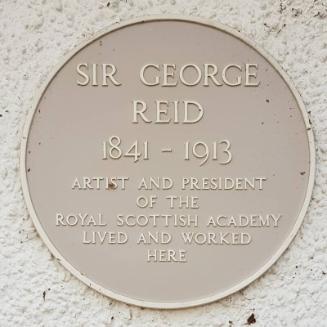 SIR GEORGE
REID
1841 - 1913
ARTIST AND PRESIDENT
OF THE
ROYAL SCOTTISH ACADEMY
LIVED AND WORKED
HERE